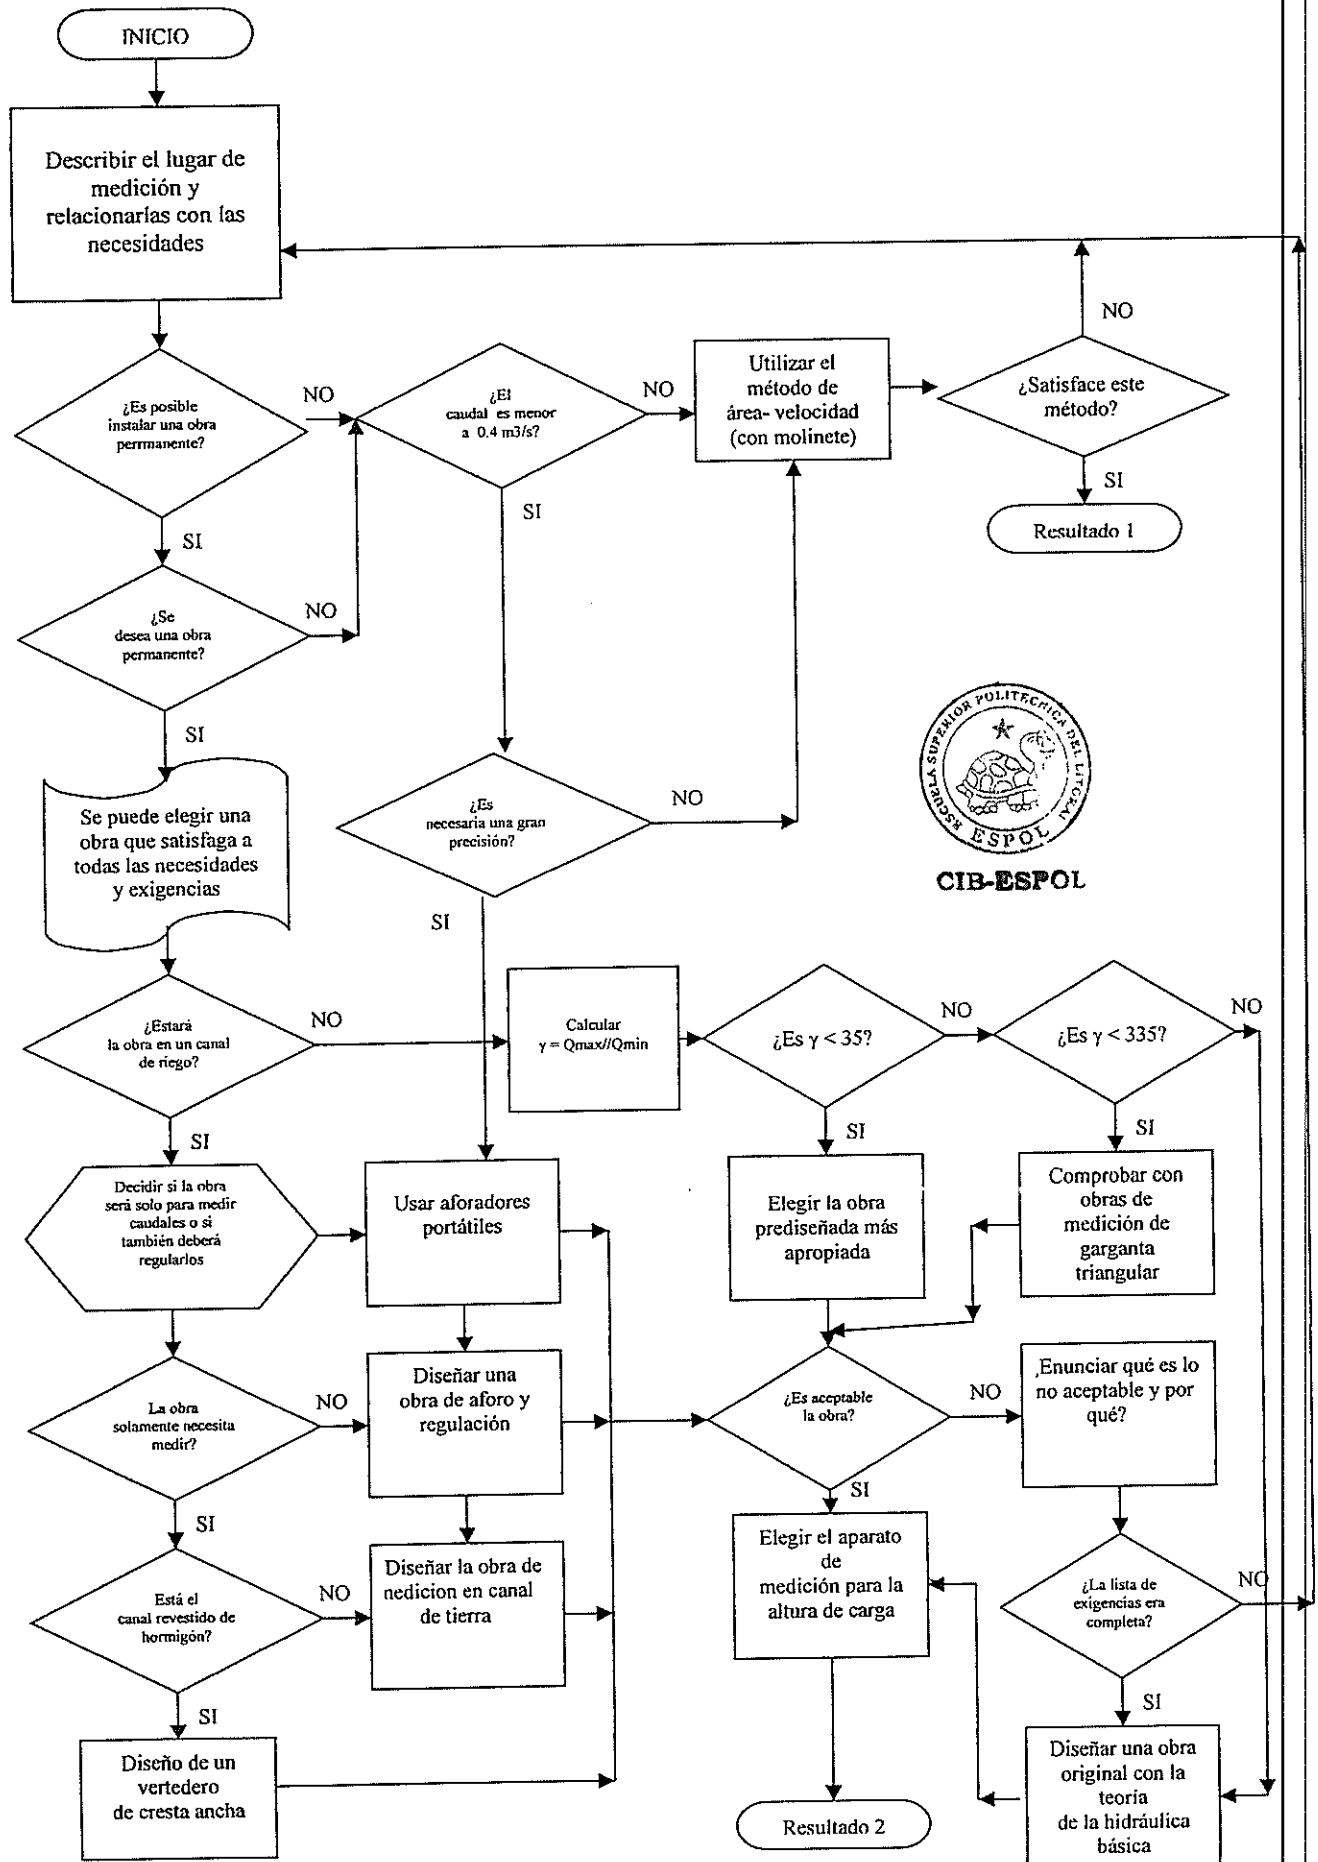 INICIO
Describir el lugar de
medición y
relacionarlas con las
necesidades
NO
¿Es posible
instalar una obra
perrmanente?
NO
¿El
caudal es menor
a 0.4 m3/s?
NO
Utilizar el
método de
área- velocidad
(con molinete)
¿Satisface este
método?
SI
SI
SI
Resultado 1
¿Se
desea una obra
permanente?
NO
SI
Se puede elegir una
obra que satisfaga a
todas las necesidades
y exigencias
¿Es
necesaria una gran
precisión?
NO
SI
ESCUELA SUPERIOR POLITECNICA DEL LITORAL
ESPOL
CIB-ESPOL
¿Estará
la obra en un canal
de riego?
NO
Calcular
γ = Qmax//Qmin
¿Es γ < 35?
NO
¿Es γ < 335?
NO
SI
SI
SI
Decidir si la obra
será solo para medir
caudales o si
también deberá
regularlos
Usar aforadores
portátiles
Elegir la obra
prediseñada más
apropiada
Comprobar con
obras de
medición de
garganta
triangular
La obra
solamente necesita
medir?
NO
Diseñar una
obra de aforo y
regulación
¿Es aceptable
la obra?
NO
¸Enunciar qué es lo
no aceptable y por
qué?
SI
SI
Está el
canal revestido de
hormigón?
NO
Diseñar la obra de
nedicion en canal
de tierra
Elegir el aparato
de
medición para la
altura de carga
¿La lista de
exigencias era
completa?
NO
SI
SI
Diseño de un
vertedero
de cresta ancha
Resultado 2
Diseñar una obra
original con la
teoría
de la hidráulica
básica